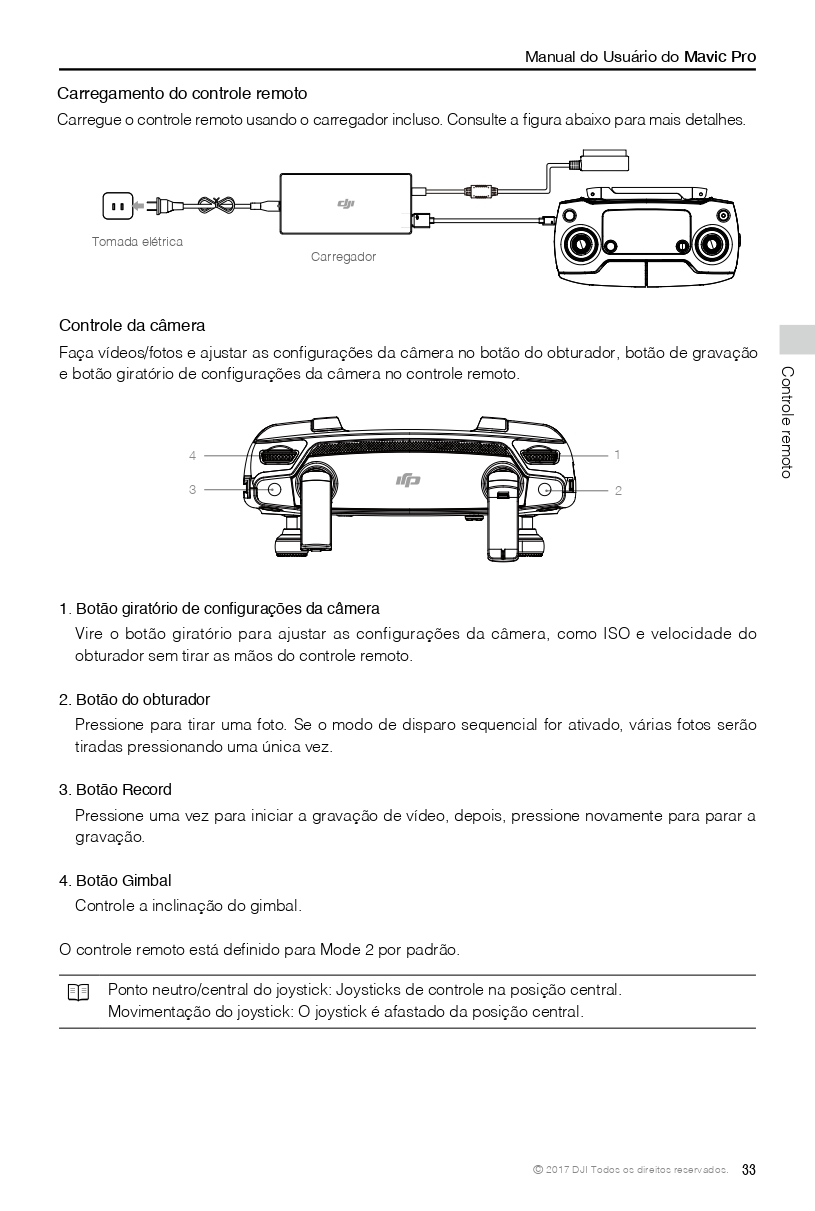 Manual do Usuário do Mavic Pro
Carregamento do controle remoto
Carregue o controle remoto usando o carregador incluso. Consulte a figura abaixo para mais detalhes.
dji
Tomada elétrica
Carregador
Controle da câmera
Faça vídeos/fotos e ajustar as configurações da câmera no botão do obturador, botão de gravação
e botão giratório de configurações da câmera no controle remoto.
Controle remoto
4
1
3
2
dji
1. Botão giratório de configurações da câmera
Vire o botão giratório para ajustar as configurações da câmera, como ISO e velocidade do
obturador sem tirar as mãos do controle remoto.
2. Botão do obturador
Pressione para tirar uma foto. Se o modo de disparo sequencial for ativado, várias fotos serão
tiradas pressionando uma única vez.
3. Botão Record
Pressione uma vez para iniciar a gravação de vídeo, depois, pressione novamente para parar a
gravação.
4. Botão Gimbal
Controle a inclinação do gimbal.
O controle remoto está definido para Mode 2 por padrão.
Ponto neutro/central do joystick: Joysticks de controle na posição central.
Movimentação do joystick: O joystick é afastado da posição central.
© 2017 DJI Todos os direitos reservados. 33